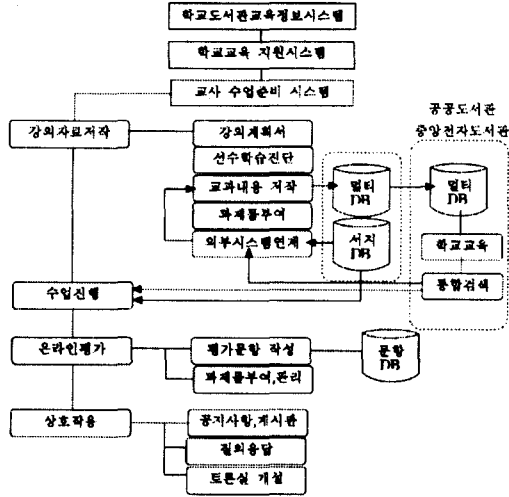 학교도서관교육정보시스템
학교교육 지원시스템
교사 수업준비 시스템
공공도서관
중앙전자도서관
강의자료저작
강의계획서
선수학습진단
교과내용 저작
과제물부여
외부시스템연계
멀티
DB
서지
DB
멀티
DB
학교교육
통합검색
수업진행
온라인평가
평가문항 작성
과제물부여,관리
문항
DB
상호작용
공지사항,게시판
질의응답
토론실 개설